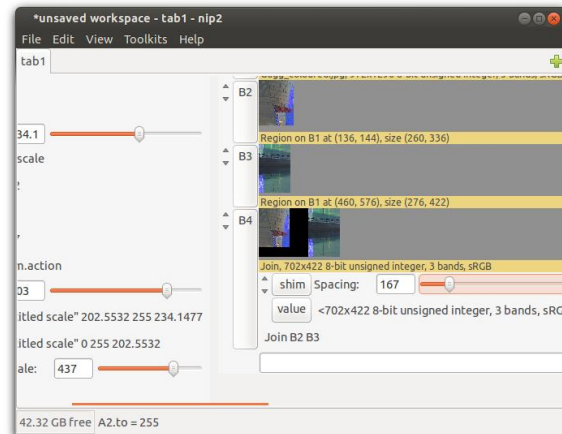 *unsaved workspace - tab1 - nip2
File Edit View Toolkits Help
tab1
34.1
scale
n.action
03
itled scale" 202.5532 255 234.1477
itled scale" 0 255 202.5532
ale: 437
B2
Region on B1 at (136, 144), size (260, 336)
B3
Region on B1 at (460, 576), size (276, 422)
B4
Join, 702x422 8-bit unsigned integer, 3 bands, sRGB
shim Spacing: 167
value <702x422 8-bit unsigned integer, 3 bands, sRG
Join B2 B3
42.32 GB free A2.to = 255